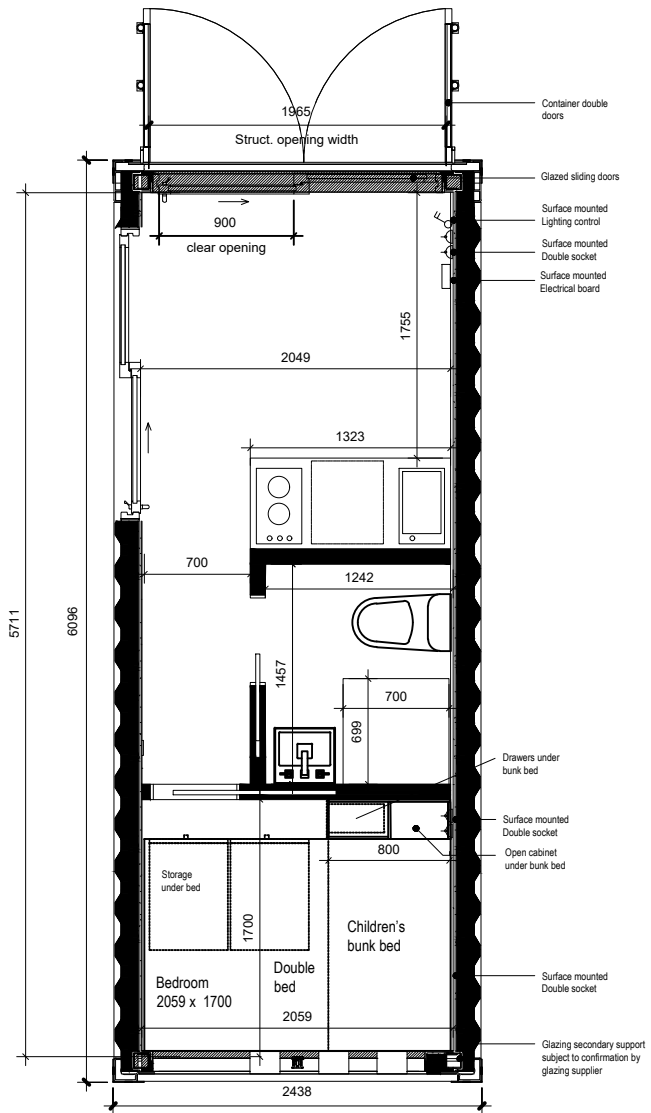 1965
Struct. opening width
Container double
doors
Glazed sliding doors
900
clear opening
Surface mounted
Lighting control
Surface mounted
Double socket
Surface mounted
Electrical board
1755
2049
1323
700
1242
5711
6096
1457
700
699
Drawers under
bunk bed
Surface mounted
Double socket
Open cabinet
under bunk bed
800
Storage
under bed
1700
Children's
bunk bed
Double
bed
Bedroom
2059 x 1700
Surface mounted
Double socket
2059
Glazing secondary support
subject to confirmation by
glazing supplier
2438